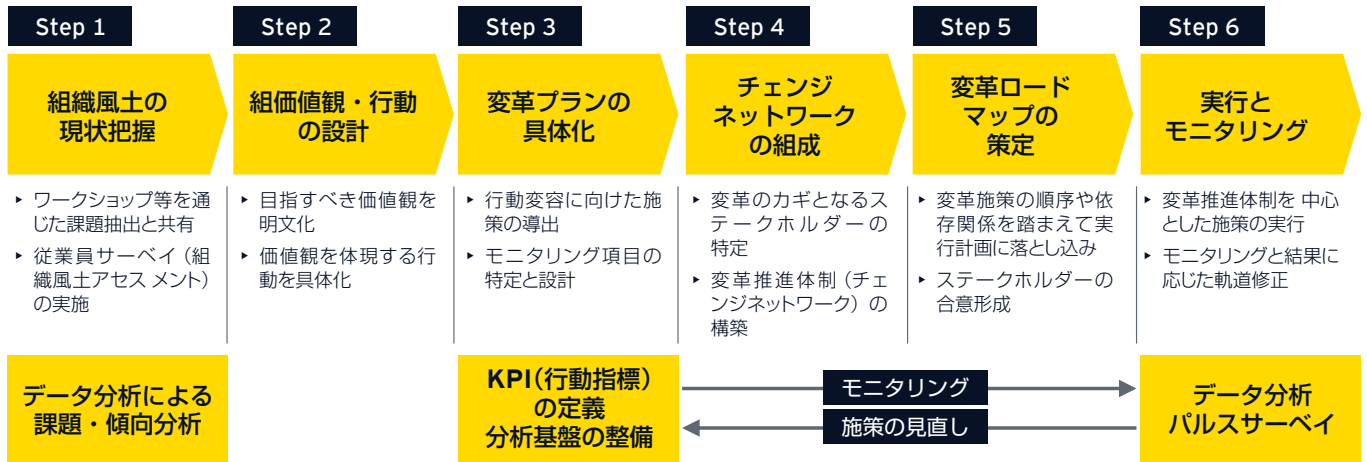 Step 1
組織風土の
現状把握
▸ ワークショップ等を通
じた課題抽出と共有
▸ 従業員サーベイ（組
織風土アセス メント）
の実施
データ分析による
課題・傾向分析
Step 2
組価値観・行動
の設計
▸ 目指すべき価値観を
明文化
▸ 価値観を体現する行
動を具体化
Step 3
変革プランの
具体化
▸ 行動変容に向けた施
策の導出
▸ モニタリング項目の
特定と設計
KPI（行動指標）
の定義
分析基盤の整備
Step 4
チェンジ
ネットワーク
の組成
▸ 変革のカギとなるス
テークホルダーの
特定
▸ 変革推進体制（チェ
ンジネットワーク）の
構築
Step 5
変革ロード
マップの
策定
▸ 変革施策の順序や依
存関係を踏まえて実
行計画に落とし込み
▸ ステークホルダーの
合意形成
モニタリング
施策の見直し
Step 6
実行と
モニタリング
▸ 変革推進体制を 中心
とした施策の実行
▸ モニタリングと結果に
応じた軌道修正
データ分析
パルスサーベイ